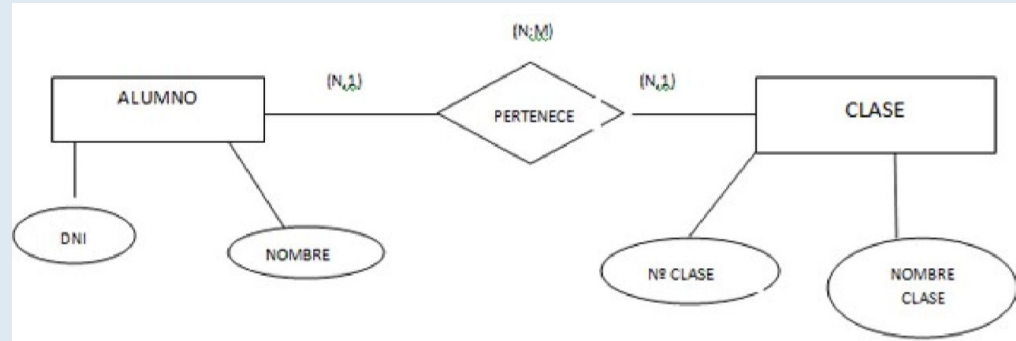 (N:M)
(N,1)
(N,1)
ALUMNO
PERTENECE
CLASE
DNI
NOMBRE
Nº CLASE
NOMBRE
CLASE